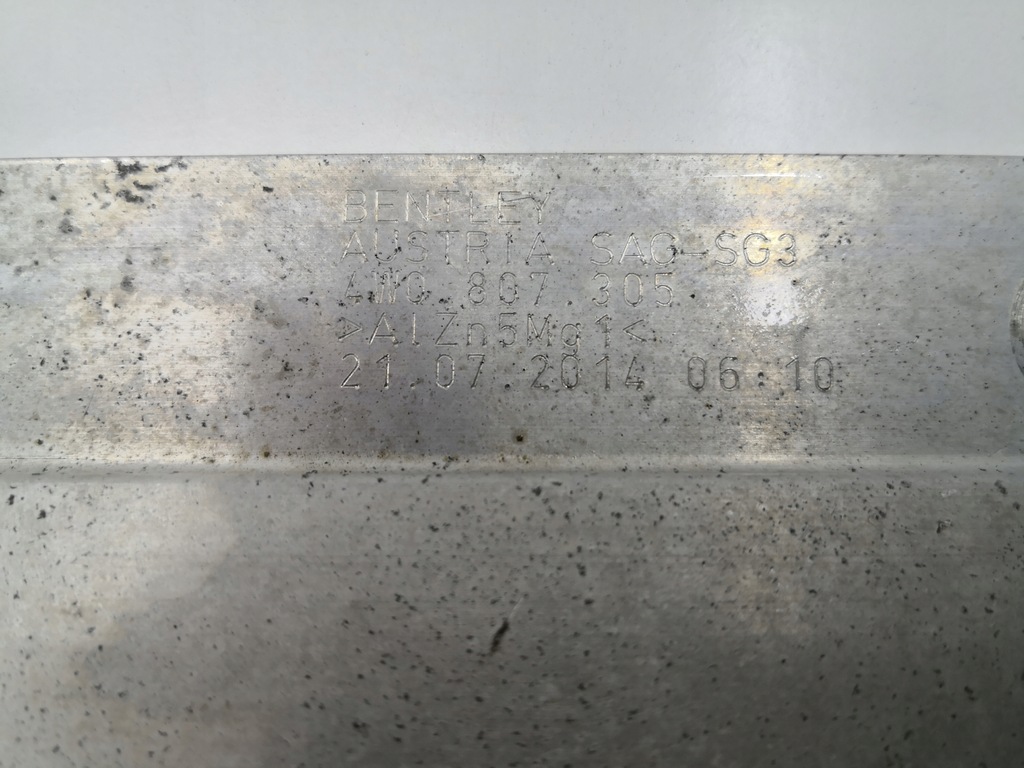 BENTLEY
AUSTRIA SAG-SG3
4W0.807.305
>AlZn5Mg1<
21.07.2014 06:10